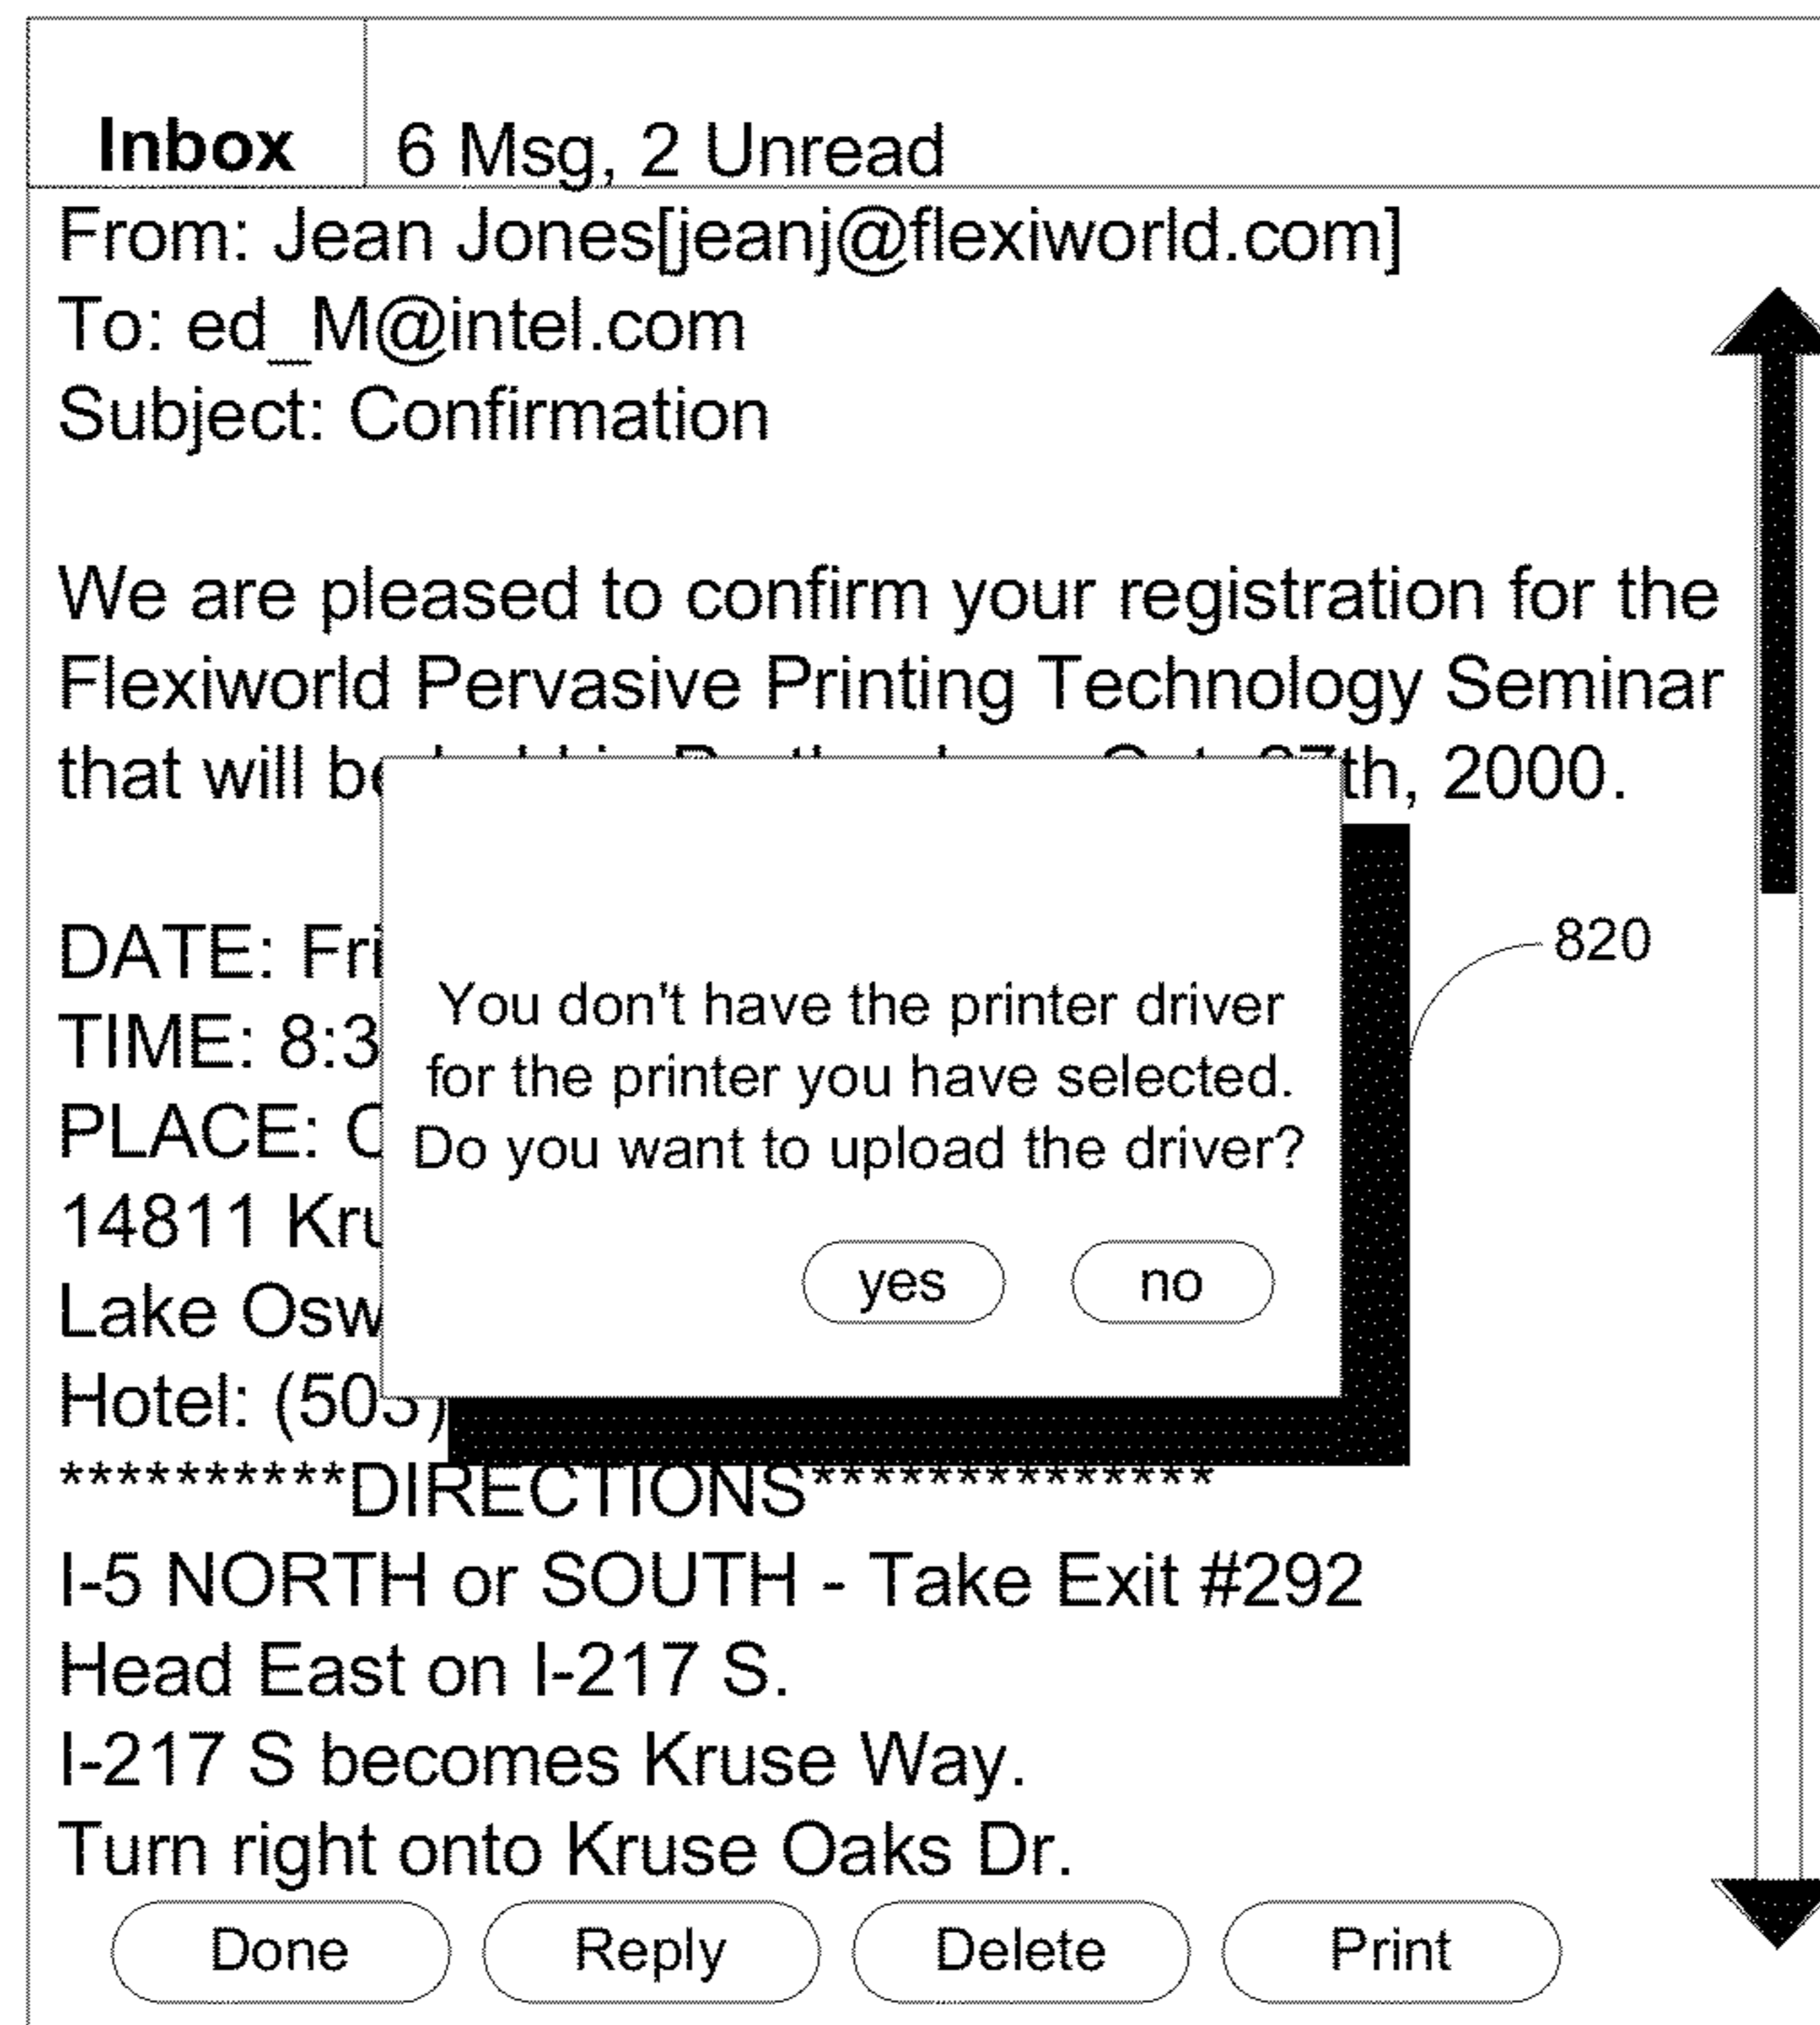 Inbox 6 Msg, 2 Unread
From: Jean Jones[jeanj@flexiworld.com]
To: ed_M@intel.com
Subject: Confirmation
We are pleased to confirm your registration for the
Flexiworld Pervasive Printing Technology Seminar
that will th, 2000.
DATE: Fri
820
TIME: 8:3
PLACE:
14811
Lake
Hotel: (503)
You don't have the printer driver
for the printer you have selected.
Do you want to upload the driver?
yes no
**********DIRECTIONS**************
I-5 NORTH or SOUTH - Take Exit #292
Head East on I-217 S.
I-217 S becomes Kruse Way.
Turn right onto Kruse Oaks Dr.
Done Reply Delete Print